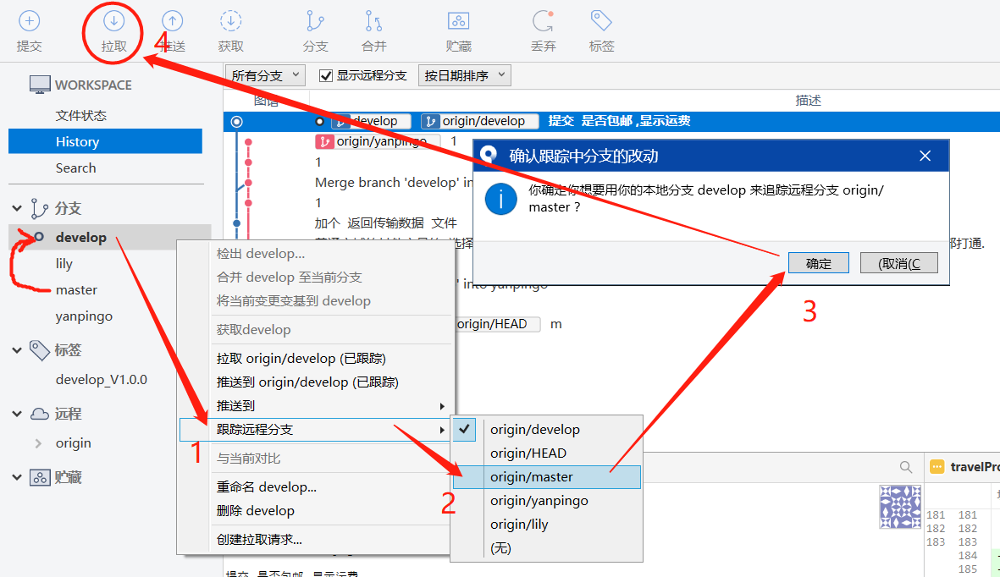 提交
拉取
推送
获取
分支
合并
贮藏
丢弃
标签
4
WORKSPACE
文件状态
History
Search
分支
develop
lily
master
yanpingo
标签
develop_V1.0.0
远程
origin
贮藏
所有分支
显示远程分支
按日期排序
图谱
描述
develop origin/develop 提交 是否包邮 ,显示运费
origin/yanpingo 1
1
Merge branch 'develop' in
1
加个 返回传输数据 文件
选择
部打通.
' into yanpingo
origin/HEAD m
确认跟踪中分支的改动
你确定你想要用你的本地分支 develop 来追踪远程分支 origin/
master ?
确定
(取消(C
3
检出 develop...
合并 develop 至当前分支
将当前变更变基到 develop
获取develop
拉取 origin/develop (已跟踪)
推送到 origin/develop (已跟踪)
推送到
跟踪远程分支
与当前对比
重命名 develop...
删除 develop
创建拉取请求...
1
2
origin/develop
origin/HEAD
origin/master
origin/yanpingo
origin/lily
(无)
travelPro
181 181
182 182
183 183
184
185
提交 是否包邮 显示运费